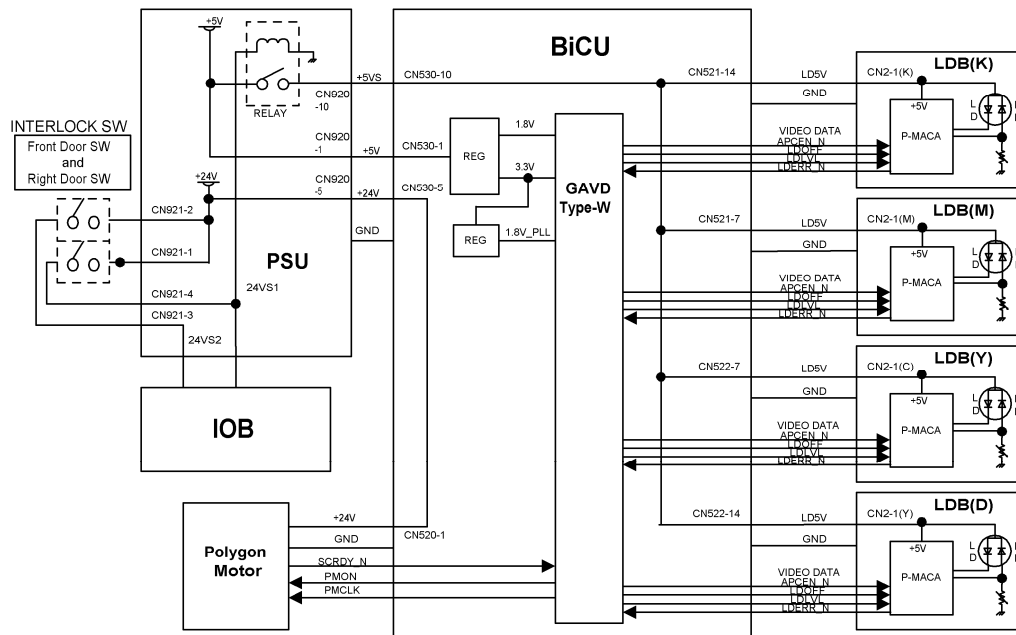 INTERLOCK SW
Front Door SW
and
Right Door SW
CN921-2
CN921-1
CN921-4
CN921-3
+5V
RELAY
+24V
PSU
24VS1
24VS2
CN920
-10
CN920
-1
CN920
-5
+5VS
+5V
+24V
GND
IOB
Polygon
Motor
+24V
GND
SCRDY_N
PMON
PMCLK
CN520-1
BiCU
CN530-10
CN530-1
CN530-5
REG
REG
1.8V
3.3V
1.8V_PLL
GAVD
Type-W
CN521-14
LD5V
GND
VIDEO DATA
APCEN_N
LDOFF
LDLVL
LDERR_N
LDB(K)
CN2-1(K)
+5V
P-MACA
L
D
CN521-7
LD5V
GND
VIDEO DATA
APCEN_N
LDOFF
LDLVL
LDERR_N
LDB(M)
CN2-1(M)
+5V
P-MACA
L
D
CN522-7
LD5V
GND
VIDEO DATA
APCEN_N
LDOFF
LDLVL
LDERR_N
LDB(Y)
CN2-1(C)
+5V
P-MACA
L
D
CN522-14
LD5V
GND
VIDEO DATA
APCEN_N
LDOFF
LDLVL
LDERR_N
LDB(D)
CN2-1(Y)
+5V
P-MACA
L
D